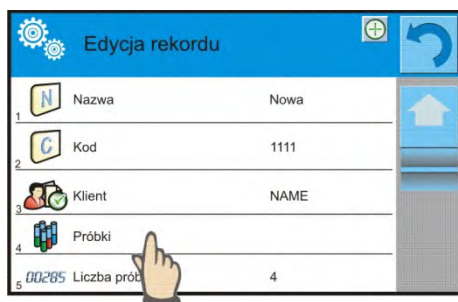 Edycja rekordu
N Nazwa Nowa
1
C Kod 1111
2
Klient NAME
3
Próbki
4
00285 Liczba prób 4
5